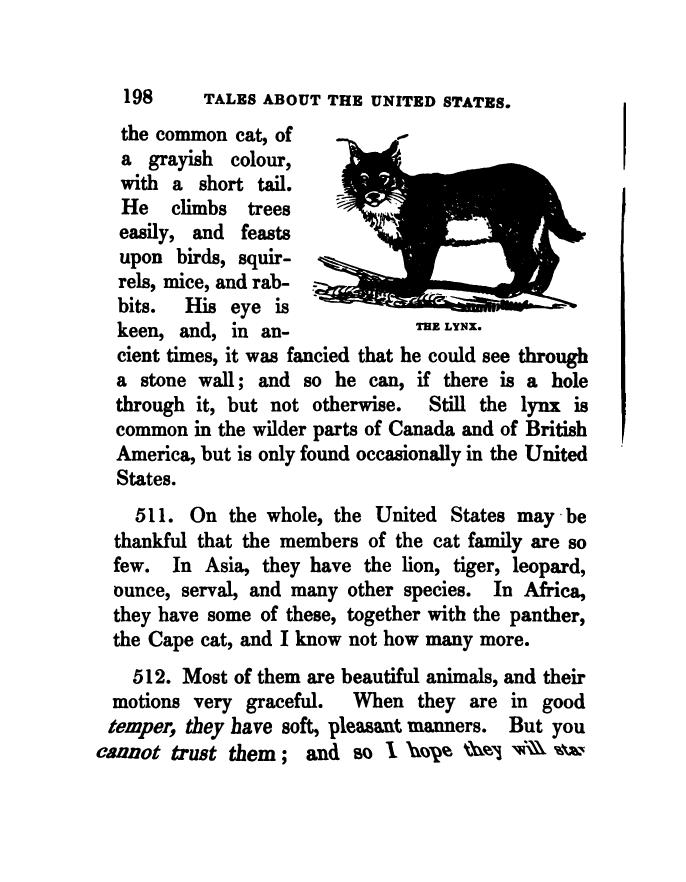 198 TALES ABOUT THE UNITED STATES.
the common cat, of
a grayish colour,
with a short tail.
He climbs trees
easily, and feasts
upon birds, squir-
rels, mice, and rab-
bits. His eye is
keen, and, in an-
THE LYNX.
cient times, it was fancied that he could see through
a stone wall; and so he can, if there is a hole
through it, but not otherwise. Still the lynx is
common in the wilder parts of Canada and of British
America, but is only found occasionally in the United
States.
511. On the whole, the United States may be
thankful that the members of the cat family are so
few. In Asia, they have the lion, tiger, leopard,
ounce, serval, and many other species. In Africa,
they have some of these, together with the panther,
the Cape cat, and I know not how many more.
512. Most of them are beautiful animals, and their
motions very graceful. When they are in good
temper, they have soft, pleasant manners. But you
cannot trust them; and so I hope they will